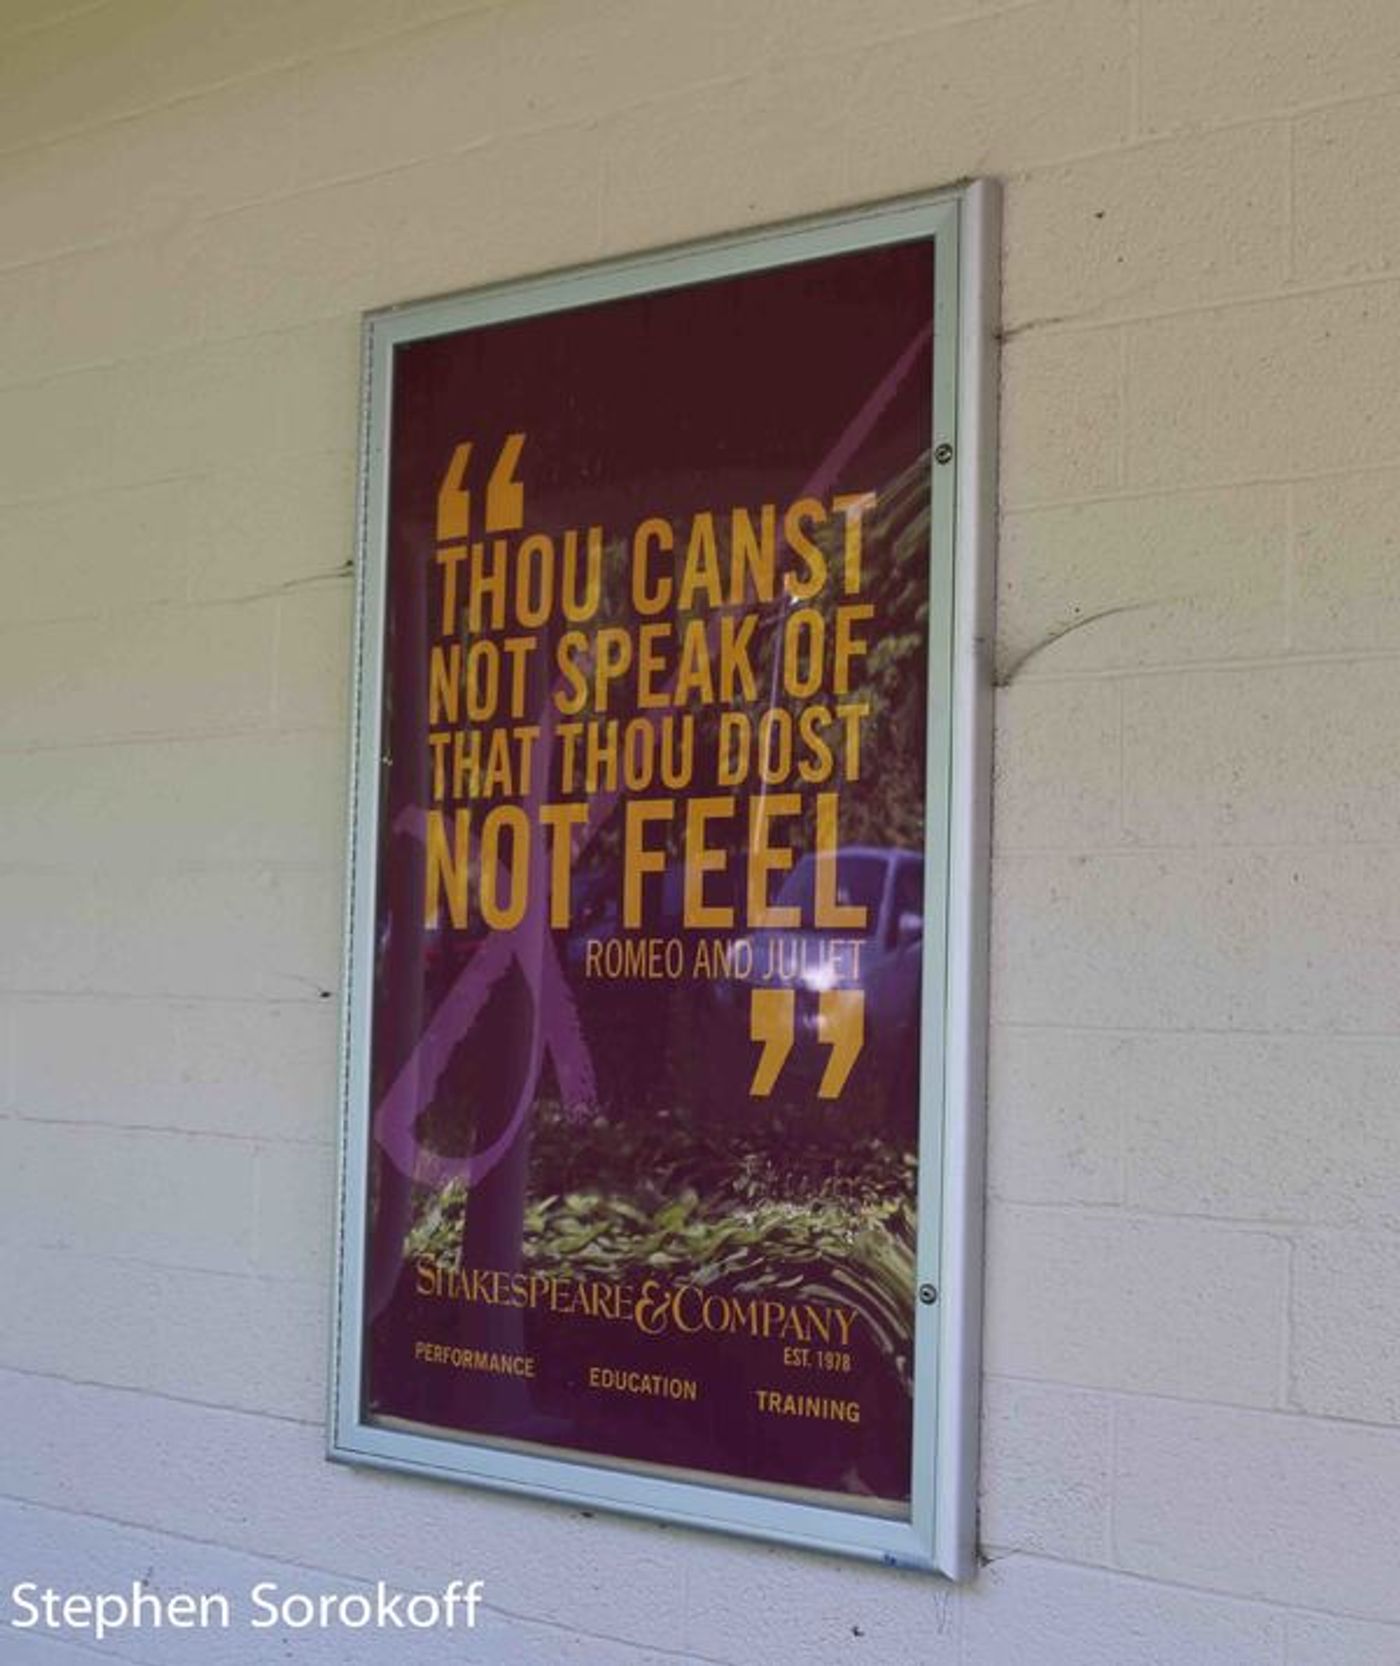 “
THOU CANST
NOT SPEAK OF
THAT THOU DOST
NOT FEEL
ROMEO AND JULIET
”
SHAKESPEARE & COMPANY
EST. 1978
PERFORMANCE EDUCATION TRAINING
Stephen Sorokoff